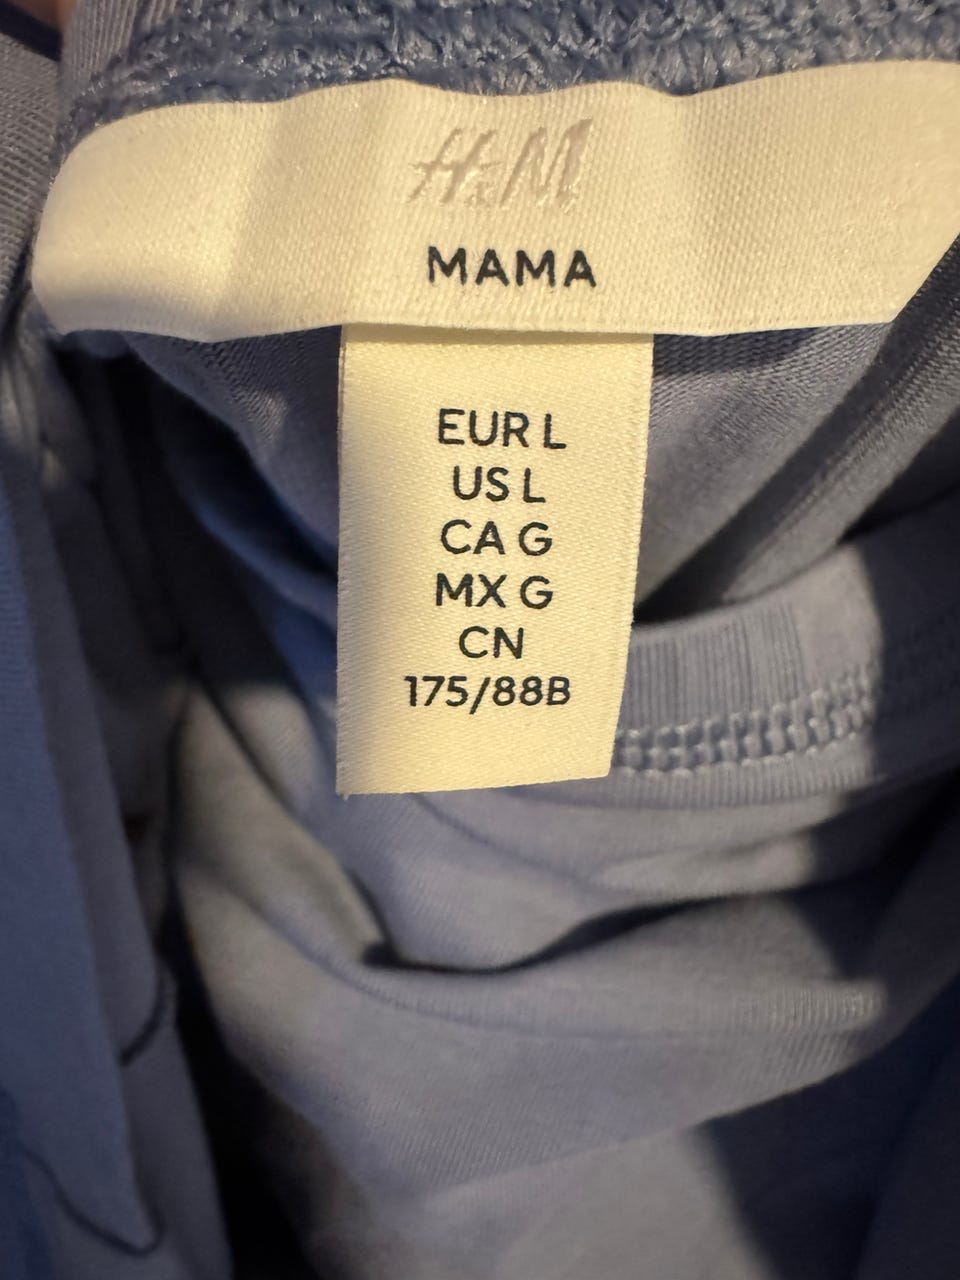 H&M
MAMA
EUR L
US L
CA G
MX G
CN
175/88B